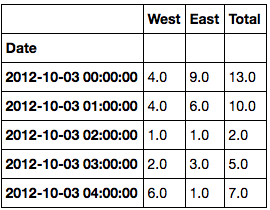 West East Total
Date
2012-10-03 00:00:00 4.0 9.0 13.0
2012-10-03 01:00:00 4.0 6.0 10.0
2012-10-03 02:00:00 1.0 1.0 2.0
2012-10-03 03:00:00 2.0 3.0 5.0
2012-10-03 04:00:00 6.0 1.0 7.0